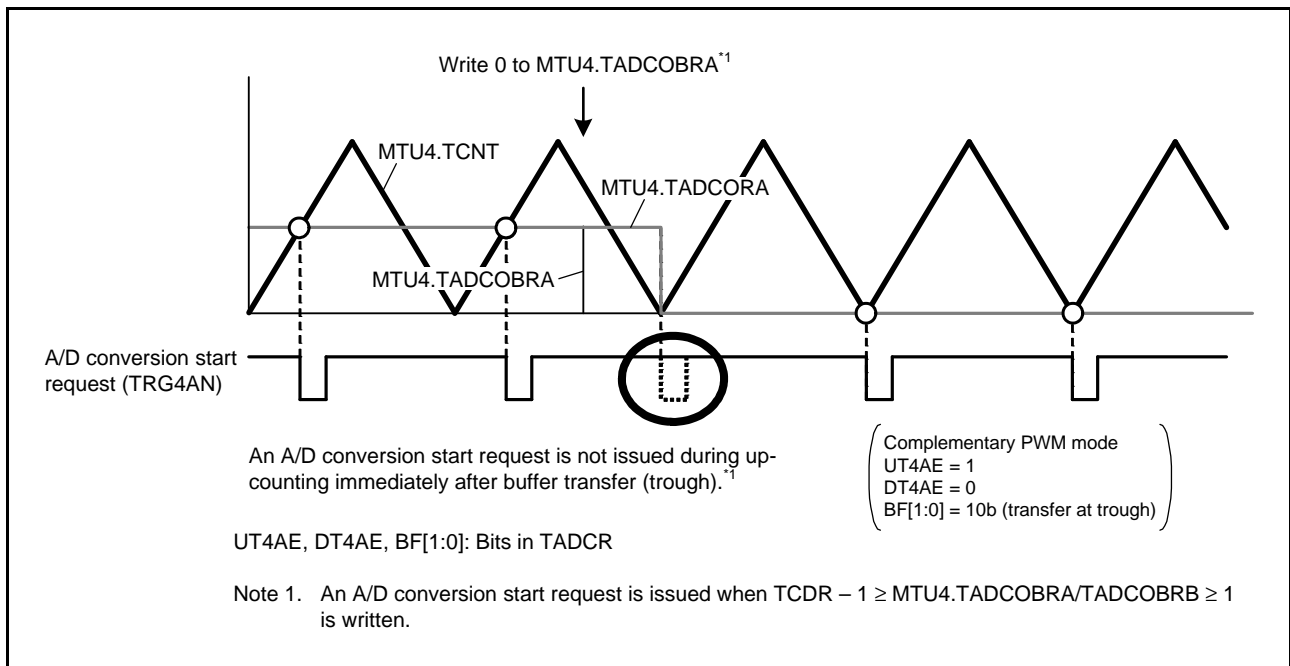 Write 0 to MTU4.TADCOBRA*1
MTU4.TCNT
MTU4.TADCORA
MTU4.TADCOBRA
A/D conversion start
request (TRG4AN)
An A/D conversion start request is not issued during up-
counting immediately after buffer transfer (trough).*1
Complementary PWM mode
UT4AE = 1
DT4AE = 0
BF[1:0] = 10b (transfer at trough)
UT4AE, DT4AE, BF[1:0]: Bits in TADCR
Note 1. An A/D conversion start request is issued when TCDR – 1 ≥ MTU4.TADCOBRA/TADCOBRB ≥ 1
is written.